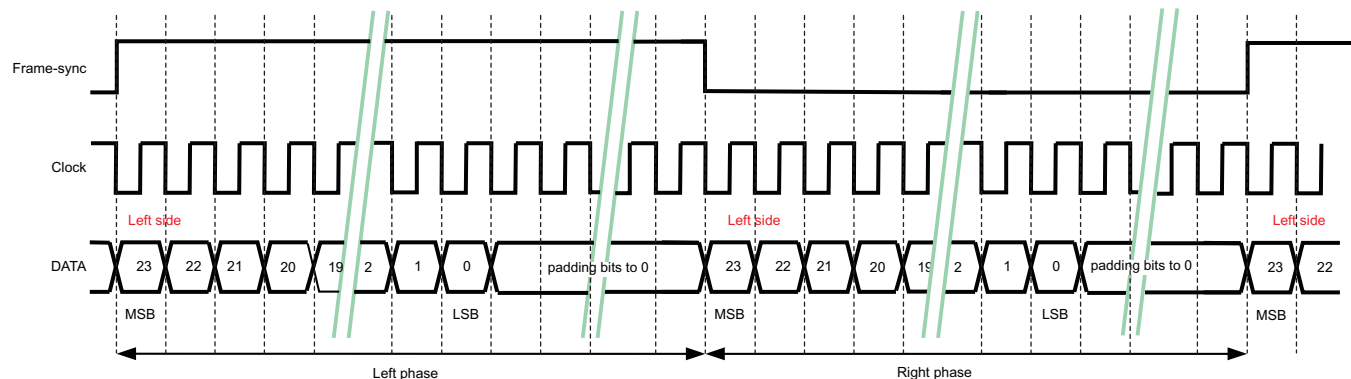 Frame-sync
Clock
Left side Left side Left side
DATA 23 22 21 20 19 2 1 0 padding bits to 0 23 22 21 20 19 2 1 0 padding bits to 0 23 22
MSB LSB MSB LSB MSB
Left phase Right phase